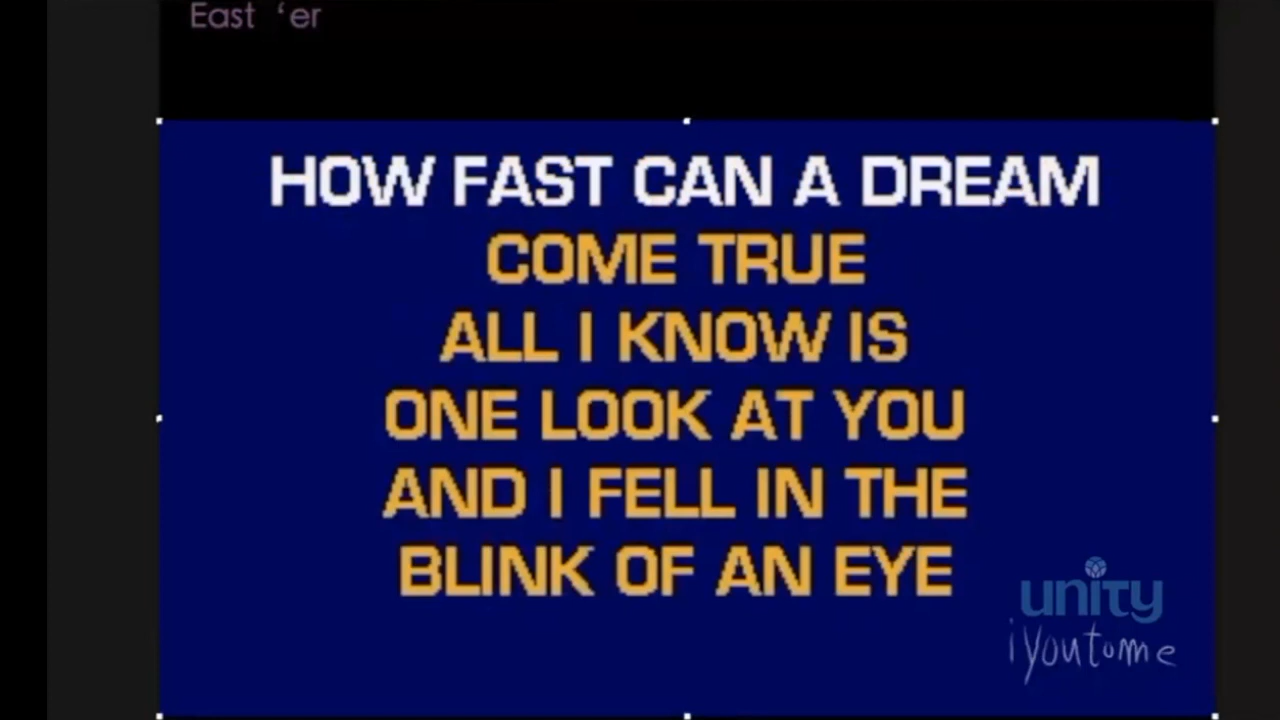 East ‘er
HOW FAST CAN A DREAM
COME TRUE
ALL I KNOW IS
ONE LOOK AT YOU
AND I FELL IN THE
BLINK OF AN EYE
unity
iyoutome